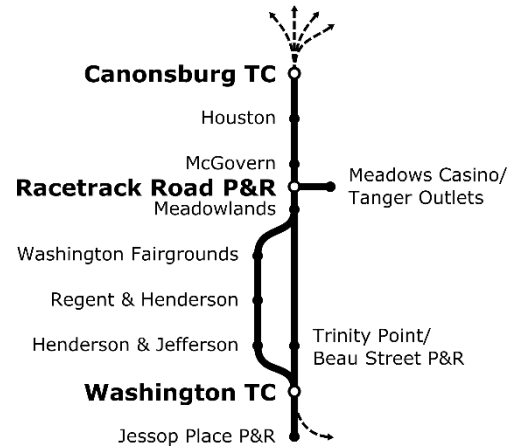 Canonsburg TC
Houston
McGovern
Racetrack Road P&R
Meadows Casino/
Tanger Outlets
Meadowlands
Washington Fairgrounds
Regent & Henderson
Henderson & Jefferson
Trinity Point/
Beau Street P&R
Washington TC
Jessop Place P&R